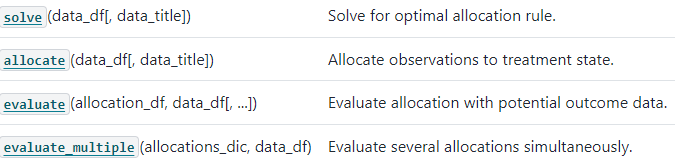 solve(data_df[, data_title]) Solve for optimal allocation rule.
allocate(data_df[, data_title]) Allocate observations to treatment state.
evaluate(allocation_df, data_df[, ...]) Evaluate allocation with potential outcome data.
evaluate_multiple(allocations_dic, data_df) Evaluate several allocations simultaneously.